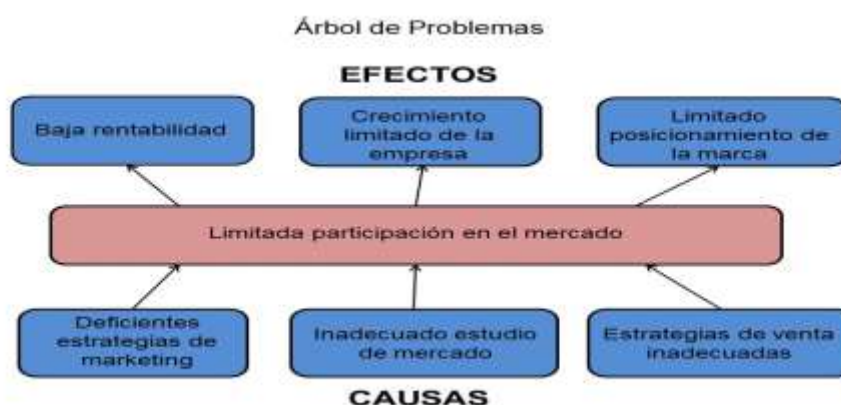 Árbol de Problemas
EFECTOS
Baja rentabilidad
Crecimiento
limitado de la
empresa
Limitado
posicionamiento de
la marca
Limitada participación en el mercado
Deficientes
estrategias de
marketing
Inadecuado estudio
de mercado
Estrategias de venta
inadecuadas
CAUSAS